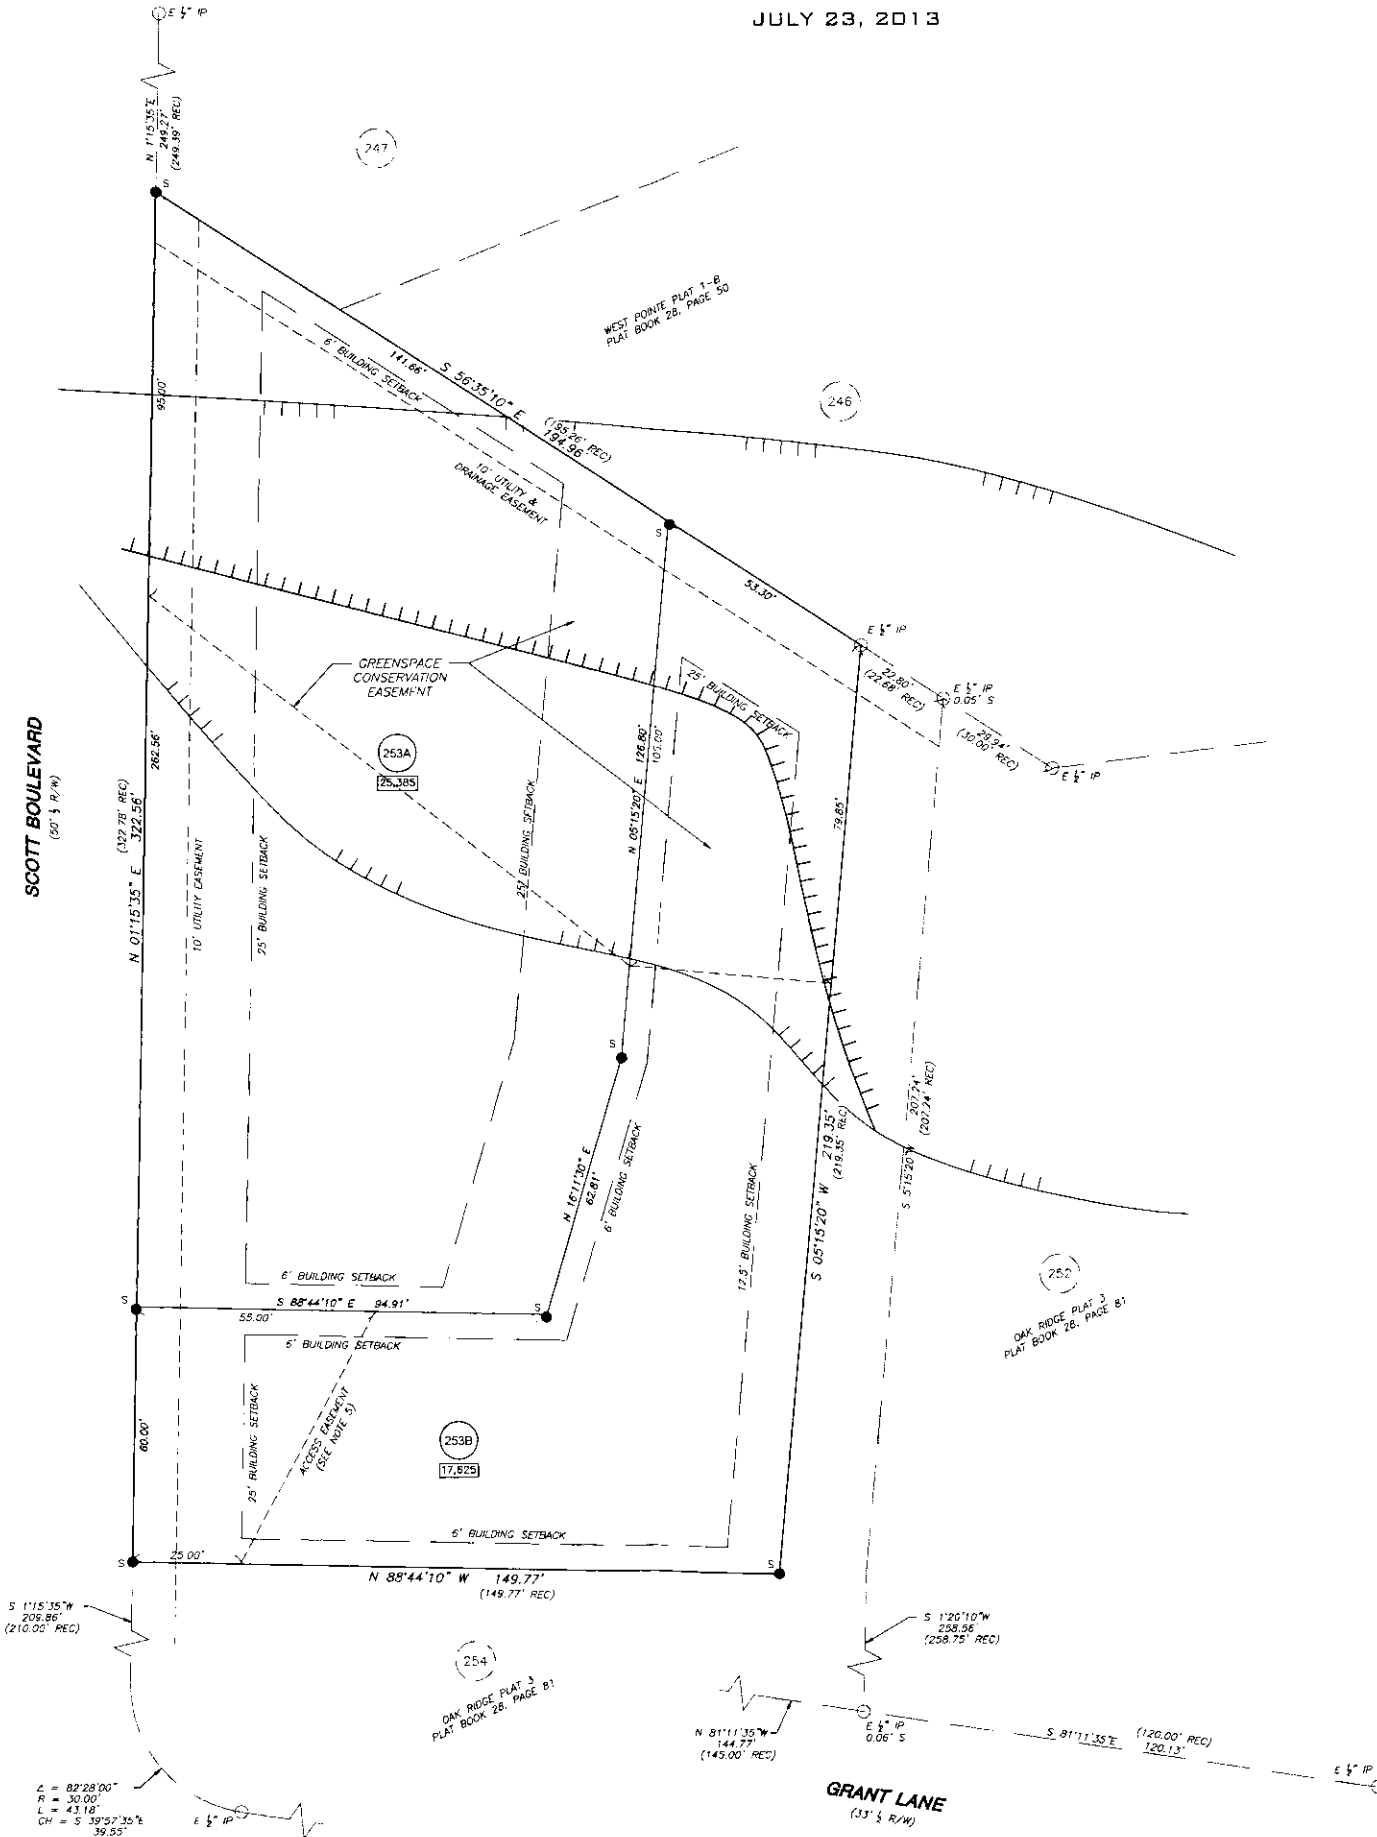 JULY 23, 2013
E ½" IP
N 1°15'35"E
249.27'
(249.39' REC)
247
S
WEST POINTE PLAT 1-B
PLAT BOOK 28, PAGE 50
6' BUILDING SETBACK
141.66'
S 56°35'10" E
(195.26' REC)
194.96
246
95.00'
10' UTILITY &
DRAINAGE EASEMENT
S
53.30'
E ½" IP
22.80'
(22.68' REC)
E ½" IP
0.05' S
29.94'
(30.00' REC)
E ½" IP
GREENSPACE
CONSERVATION
EASEMENT
25' BUILDING SETBACK
253A
25,385
SCOTT BOULEVARD
(50' ½ R/W)
262.56'
N 01°15'35" E 322.56'
(322.78' REC)
10' UTILITY EASEMENT
25' BUILDING SETBACK
25' BUILDING SETBACK
N 05°15'20" E 126.80'
105.00'
79.85'
S
207.24'
(207.24' REC)
S 5°15'20"W
S 05°15'20" W 219.35'
(219.35' REC)
N 16°11'30" E
62.81'
6' BUILDING SETBACK
12.5' BUILDING SETBACK
252
OAK RIDGE PLAT 3
PLAT BOOK 28, PAGE 81
6' BUILDING SETBACK
S
S 88°44'10" E 94.91'
S
55.00'
6' BUILDING SETBACK
60.00'
25' BUILDING SETBACK
ACCESS EASEMENT
(SEE NOTE 5)
253B
17,625
6' BUILDING SETBACK
S
25.00'
N 88°44'10" W 149.77'
(149.77' REC)
S
S 1°15'35"W
209.86'
(210.00' REC)
254
OAK RIDGE PLAT 3
PLAT BOOK 28, PAGE 81
S 1°20'10"W
258.56'
(258.75' REC)
N 81°11'35"W
144.77'
(145.00' REC)
E ½" IP
0.06' S
S 81°11'35"E
(120.00' REC)
120.13'
E ½" IP
Δ = 82°28'00"
R = 30.00'
L = 43.18'
CH = S 39°57'35"E
39.55'
E ½" IP
GRANT LANE
(33' ½ R/W)